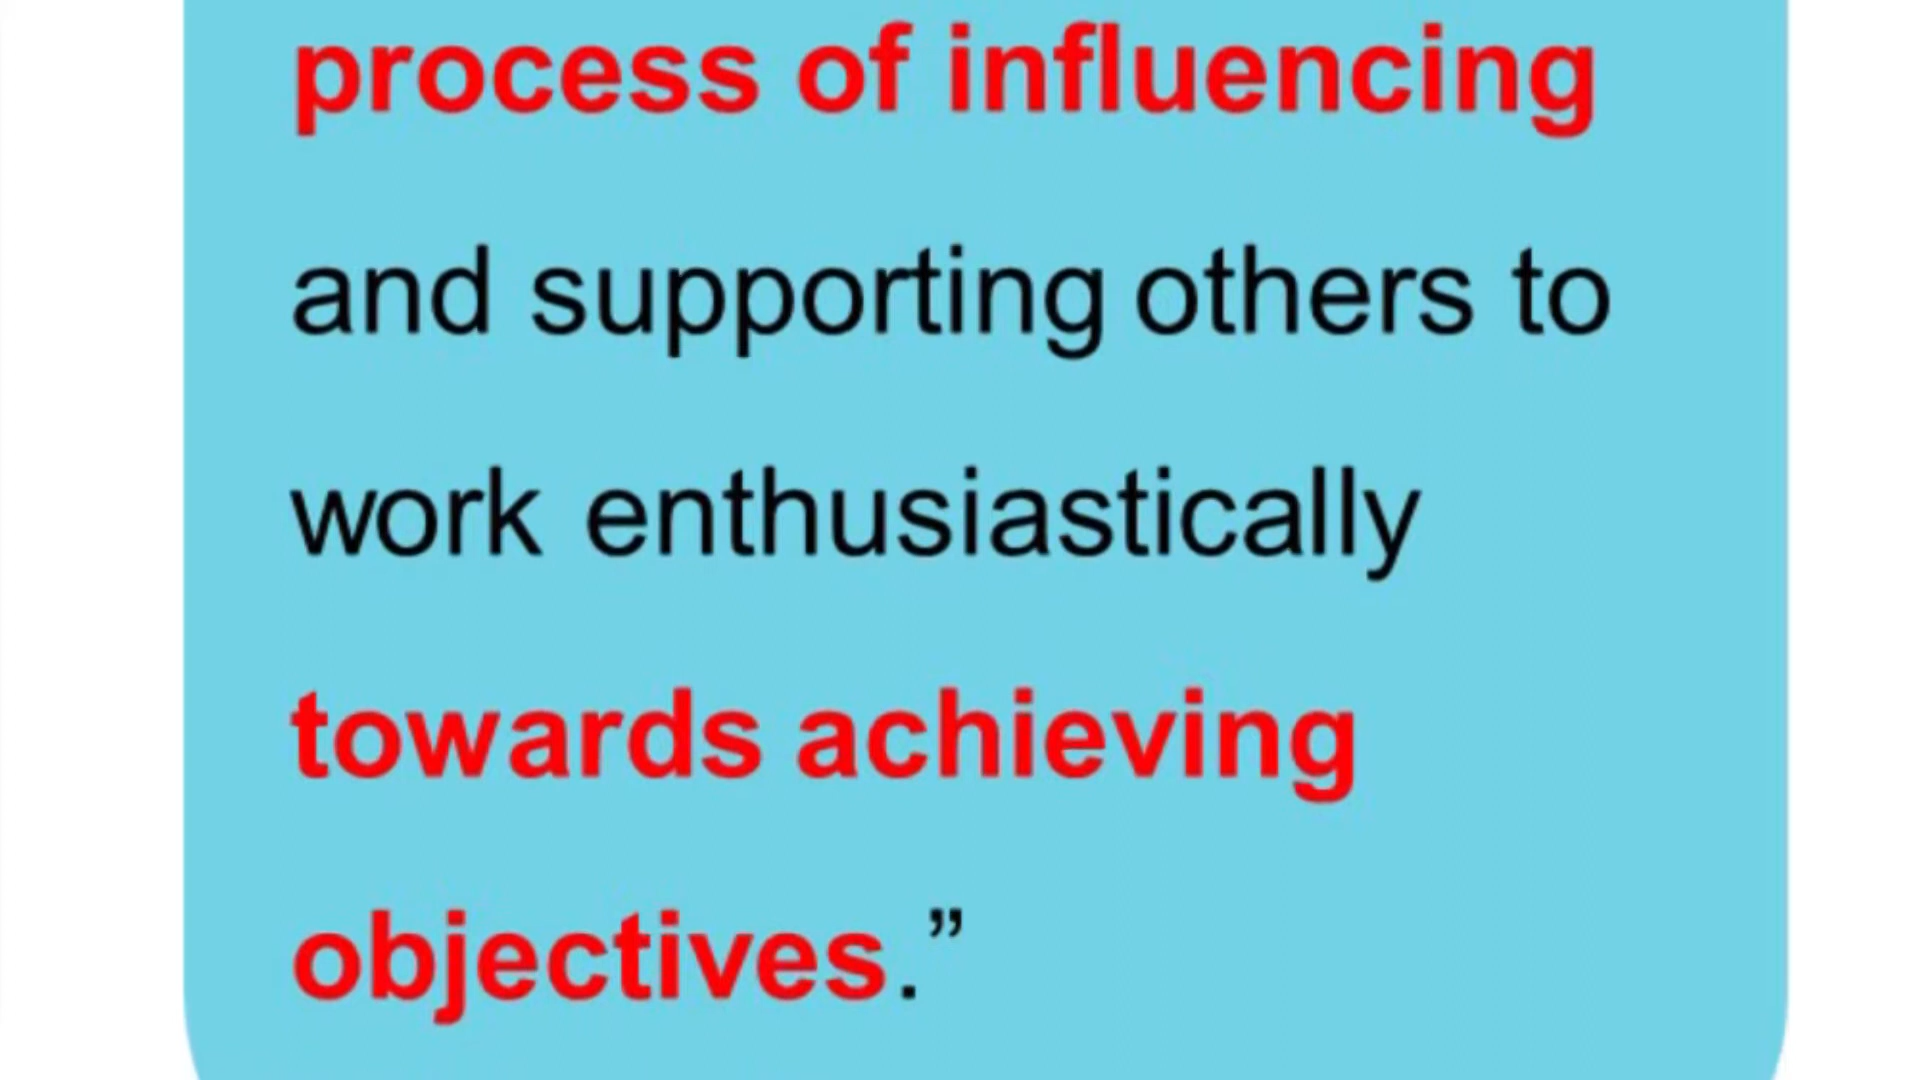 process of influencing
and supporting others to
work enthusiastically
towards achieving
objectives.”